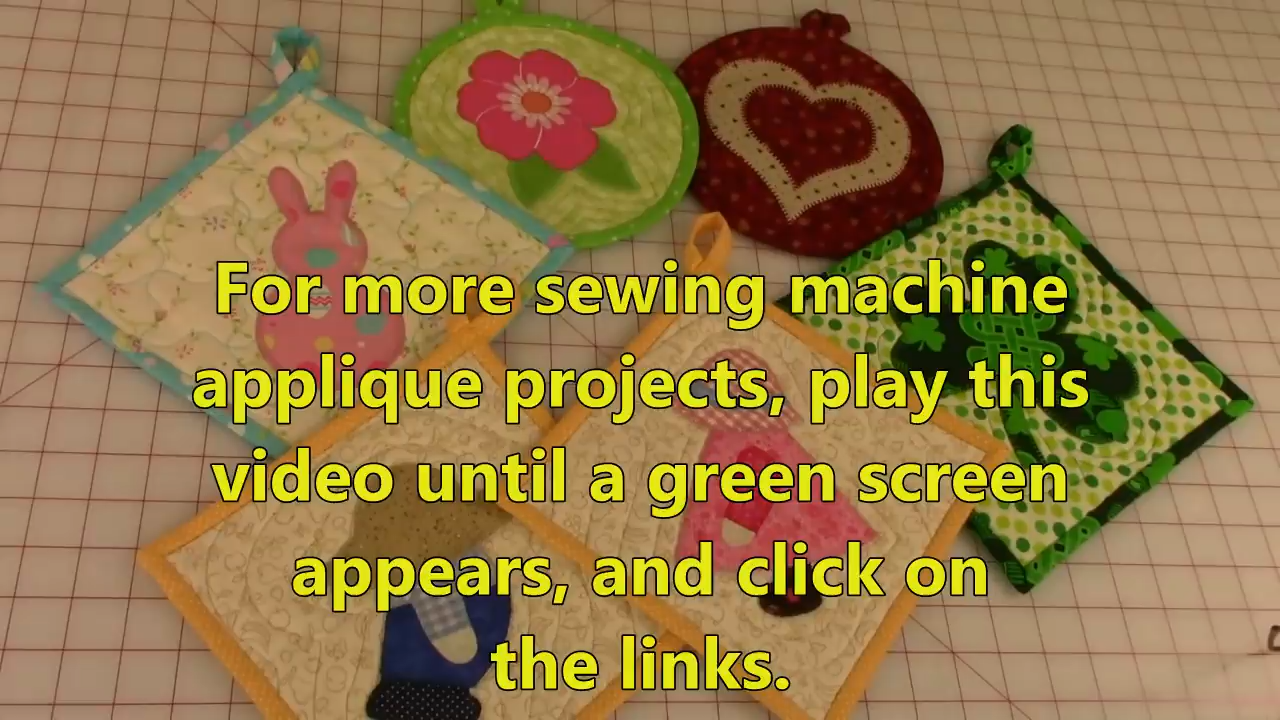 For more sewing machine
applique projects, play this
video until a green screen
appears, and click on
the links.